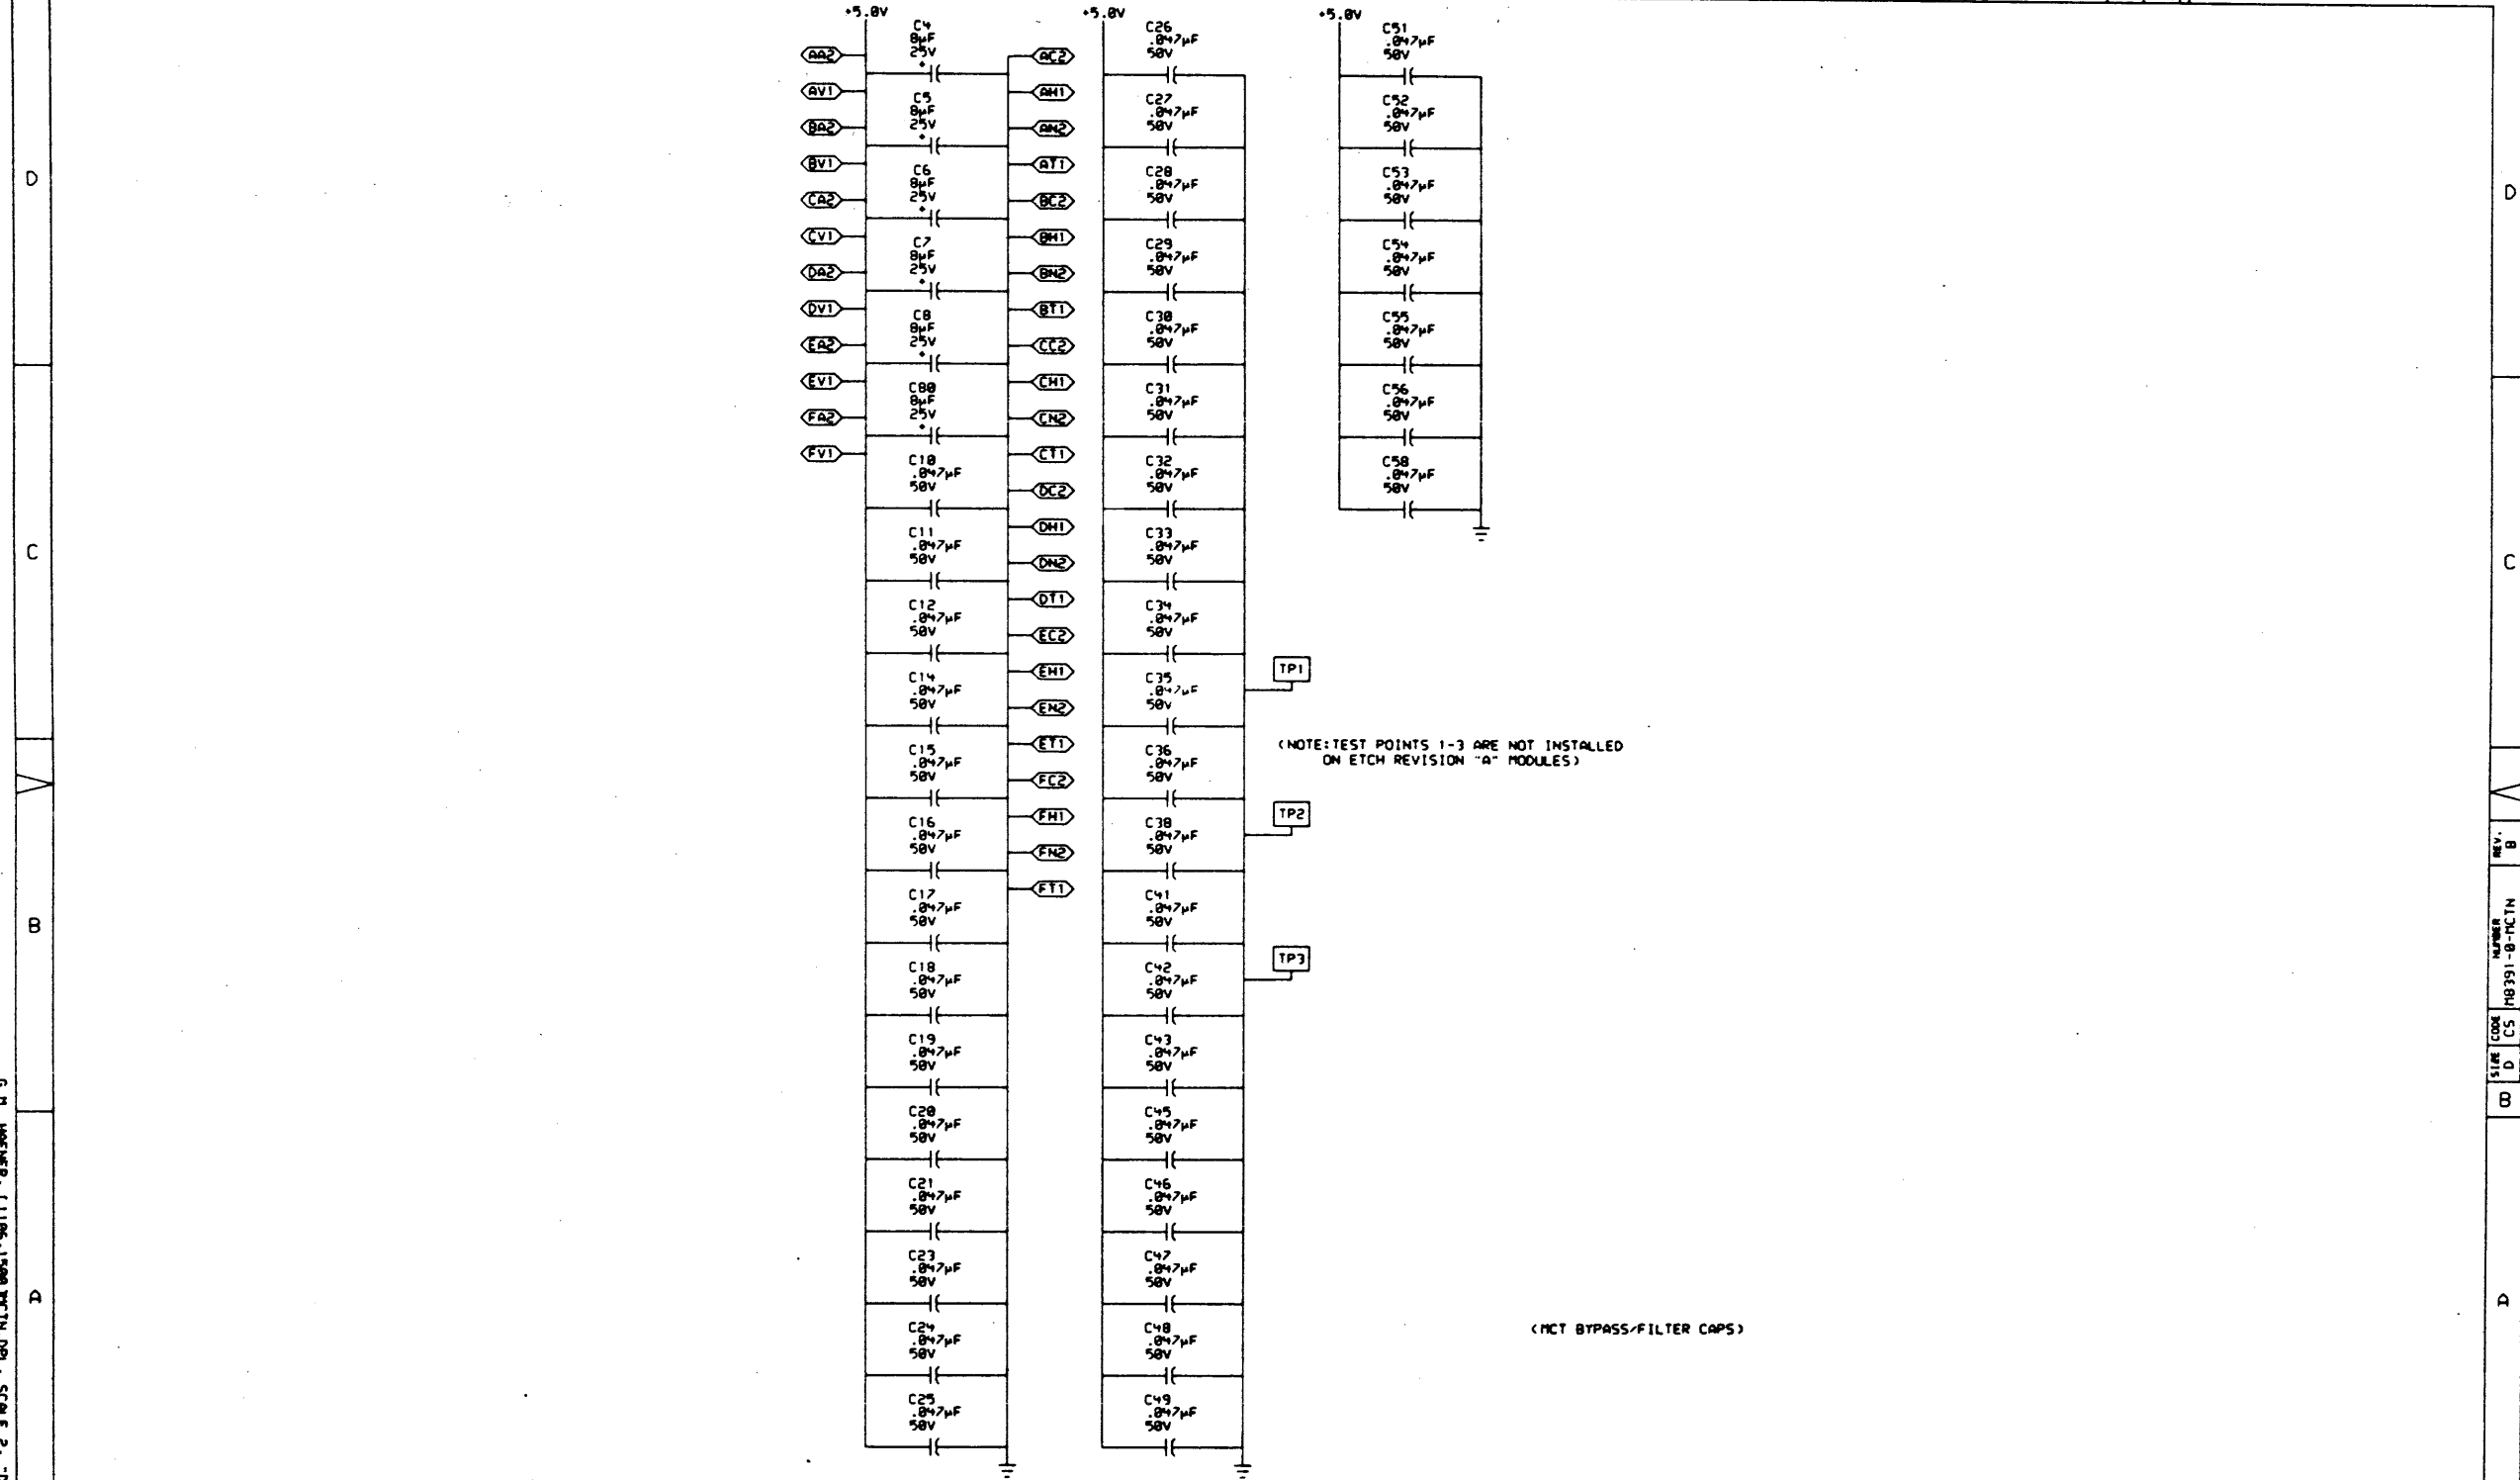 +5.0V
C4
8µF
25V
+
C5
8µF
25V
+
C6
8µF
25V
+
C7
8µF
25V
+
C8
8µF
25V
+
C80
8µF
25V
+
C10
.047µF
50V
C11
.047µF
50V
C12
.047µF
50V
C14
.047µF
50V
C15
.047µF
50V
C16
.047µF
50V
C17
.047µF
50V
C18
.047µF
50V
C19
.047µF
50V
C20
.047µF
50V
C21
.047µF
50V
C23
.047µF
50V
C24
.047µF
50V
C25
.047µF
50V
AA2
AV1
BA2
BV1
CA2
CV1
DA2
DV1
EA2
EV1
FA2
FV1
AC2
AH1
AN2
AT1
BC2
BH1
BN2
BT1
CC2
CH1
CN2
CT1
DC2
DH1
DN2
DT1
EC2
EH1
EN2
ET1
FC2
FH1
FN2
FT1
+5.0V
C26
.047µF
50V
C27
.047µF
50V
C28
.047µF
50V
C29
.047µF
50V
C30
.047µF
50V
C31
.047µF
50V
C32
.047µF
50V
C33
.047µF
50V
C34
.047µF
50V
C35
.047µF
50V
C36
.047µF
50V
C38
.047µF
50V
C41
.047µF
50V
C42
.047µF
50V
C43
.047µF
50V
C45
.047µF
50V
C46
.047µF
50V
C47
.047µF
50V
C48
.047µF
50V
C49
.047µF
50V
TP1
TP2
TP3
+5.0V
C51
.047µF
50V
C52
.047µF
50V
C53
.047µF
50V
C54
.047µF
50V
C55
.047µF
50V
C56
.047µF
50V
C58
.047µF
50V
(NOTE:TEST POINTS 1-3 ARE NOT INSTALLED
ON ETCH REVISION "A" MODULES)
(MCT BYPASS/FILTER CAPS)
D
C
B
A
D
C
B
A
REV.
B
NUMBER
M8391-0-MCTN
CODE
CS
SIZE
D